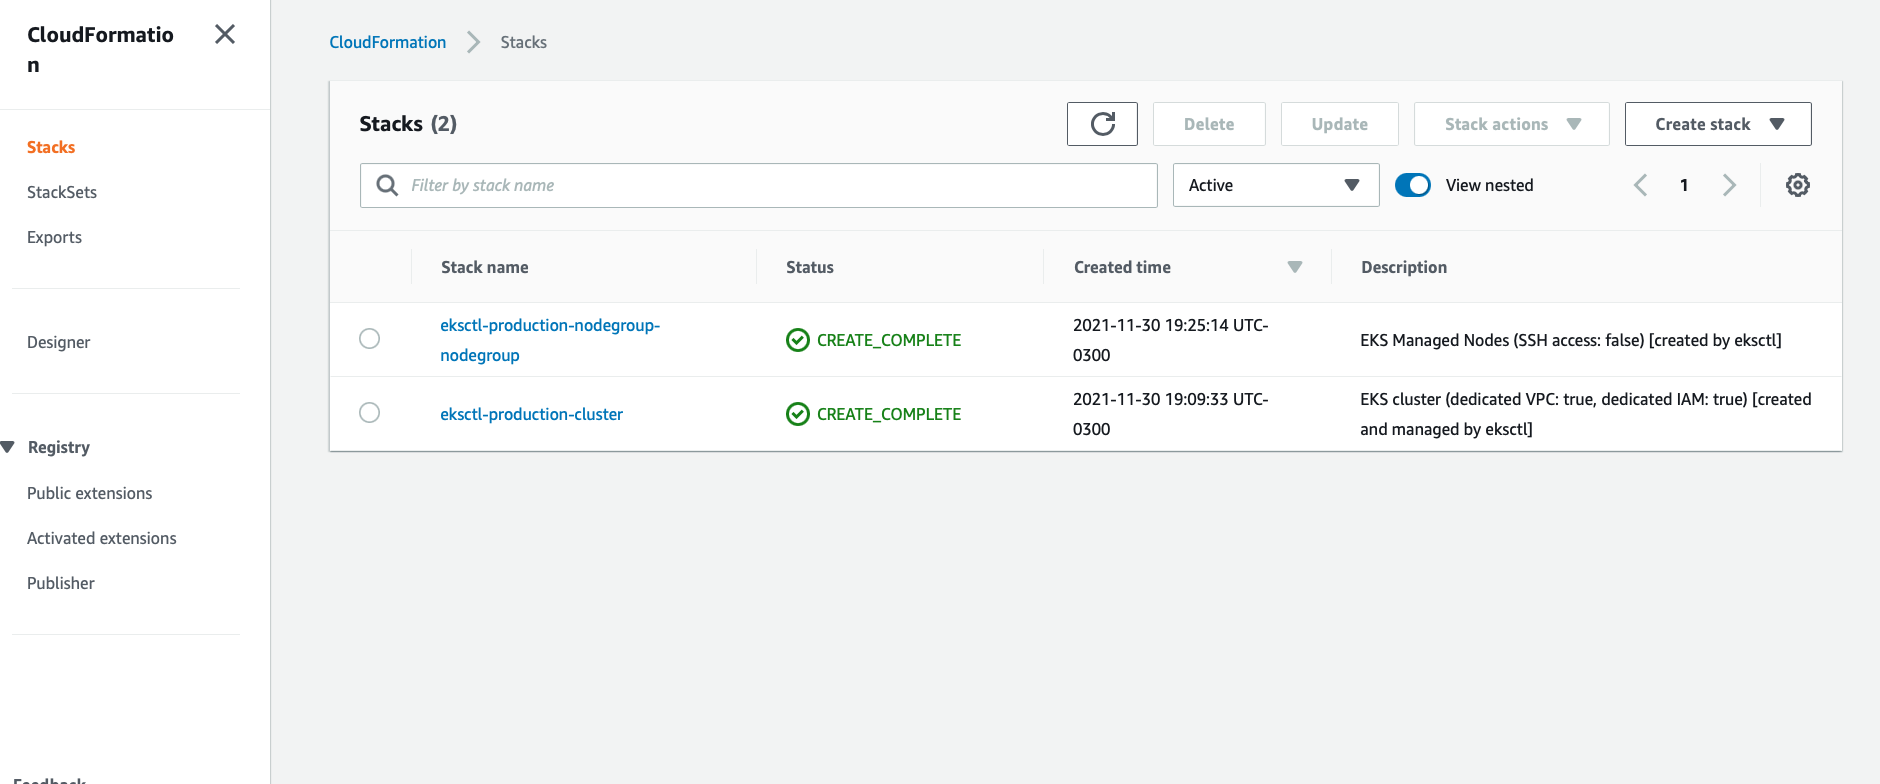 CloudFormatio
n
Stacks
StackSets
Exports
Designer
Registry
Public extensions
Activated extensions
Publisher
Feedback
CloudFormation
Stacks
Stacks (2)
Delete
Update
Stack actions
Create stack
Filter by stack name
Active
View nested
1
Stack name
Status
Created time
Description
eksctl-production-nodegroup-
nodegroup
CREATE_COMPLETE
2021-11-30 19:25:14 UTC-
0300
EKS Managed Nodes (SSH access: false) [created by eksctl]
eksctl-production-cluster
CREATE_COMPLETE
2021-11-30 19:09:33 UTC-
0300
EKS cluster (dedicated VPC: true, dedicated IAM: true) [created
and managed by eksctl]